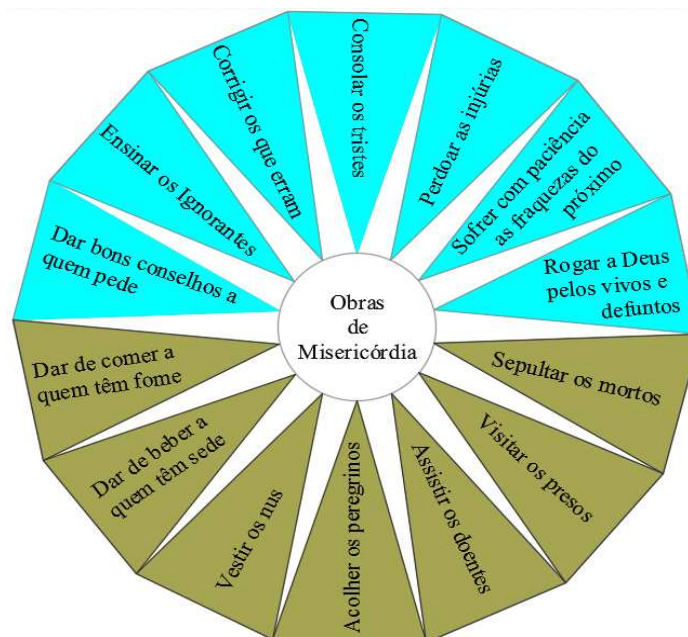 Dar bons conselhos a
quem pede
Ensinar os Ignorantes
Corrigir os que erram
Consolar os tristes
Perdoar as injúrias
Sofrer com paciência
as fraquezas do
próximo
Rogar a Deus
pelos vivos e
defuntos
Obras
de
Misericórdia
Dar de comer a
quem têm fome
Dar de beber a
quem têm sede
Vestir os nus
Acolher os peregrinos
Assistir os doentes
Visitar os presos
Sepultar os mortos